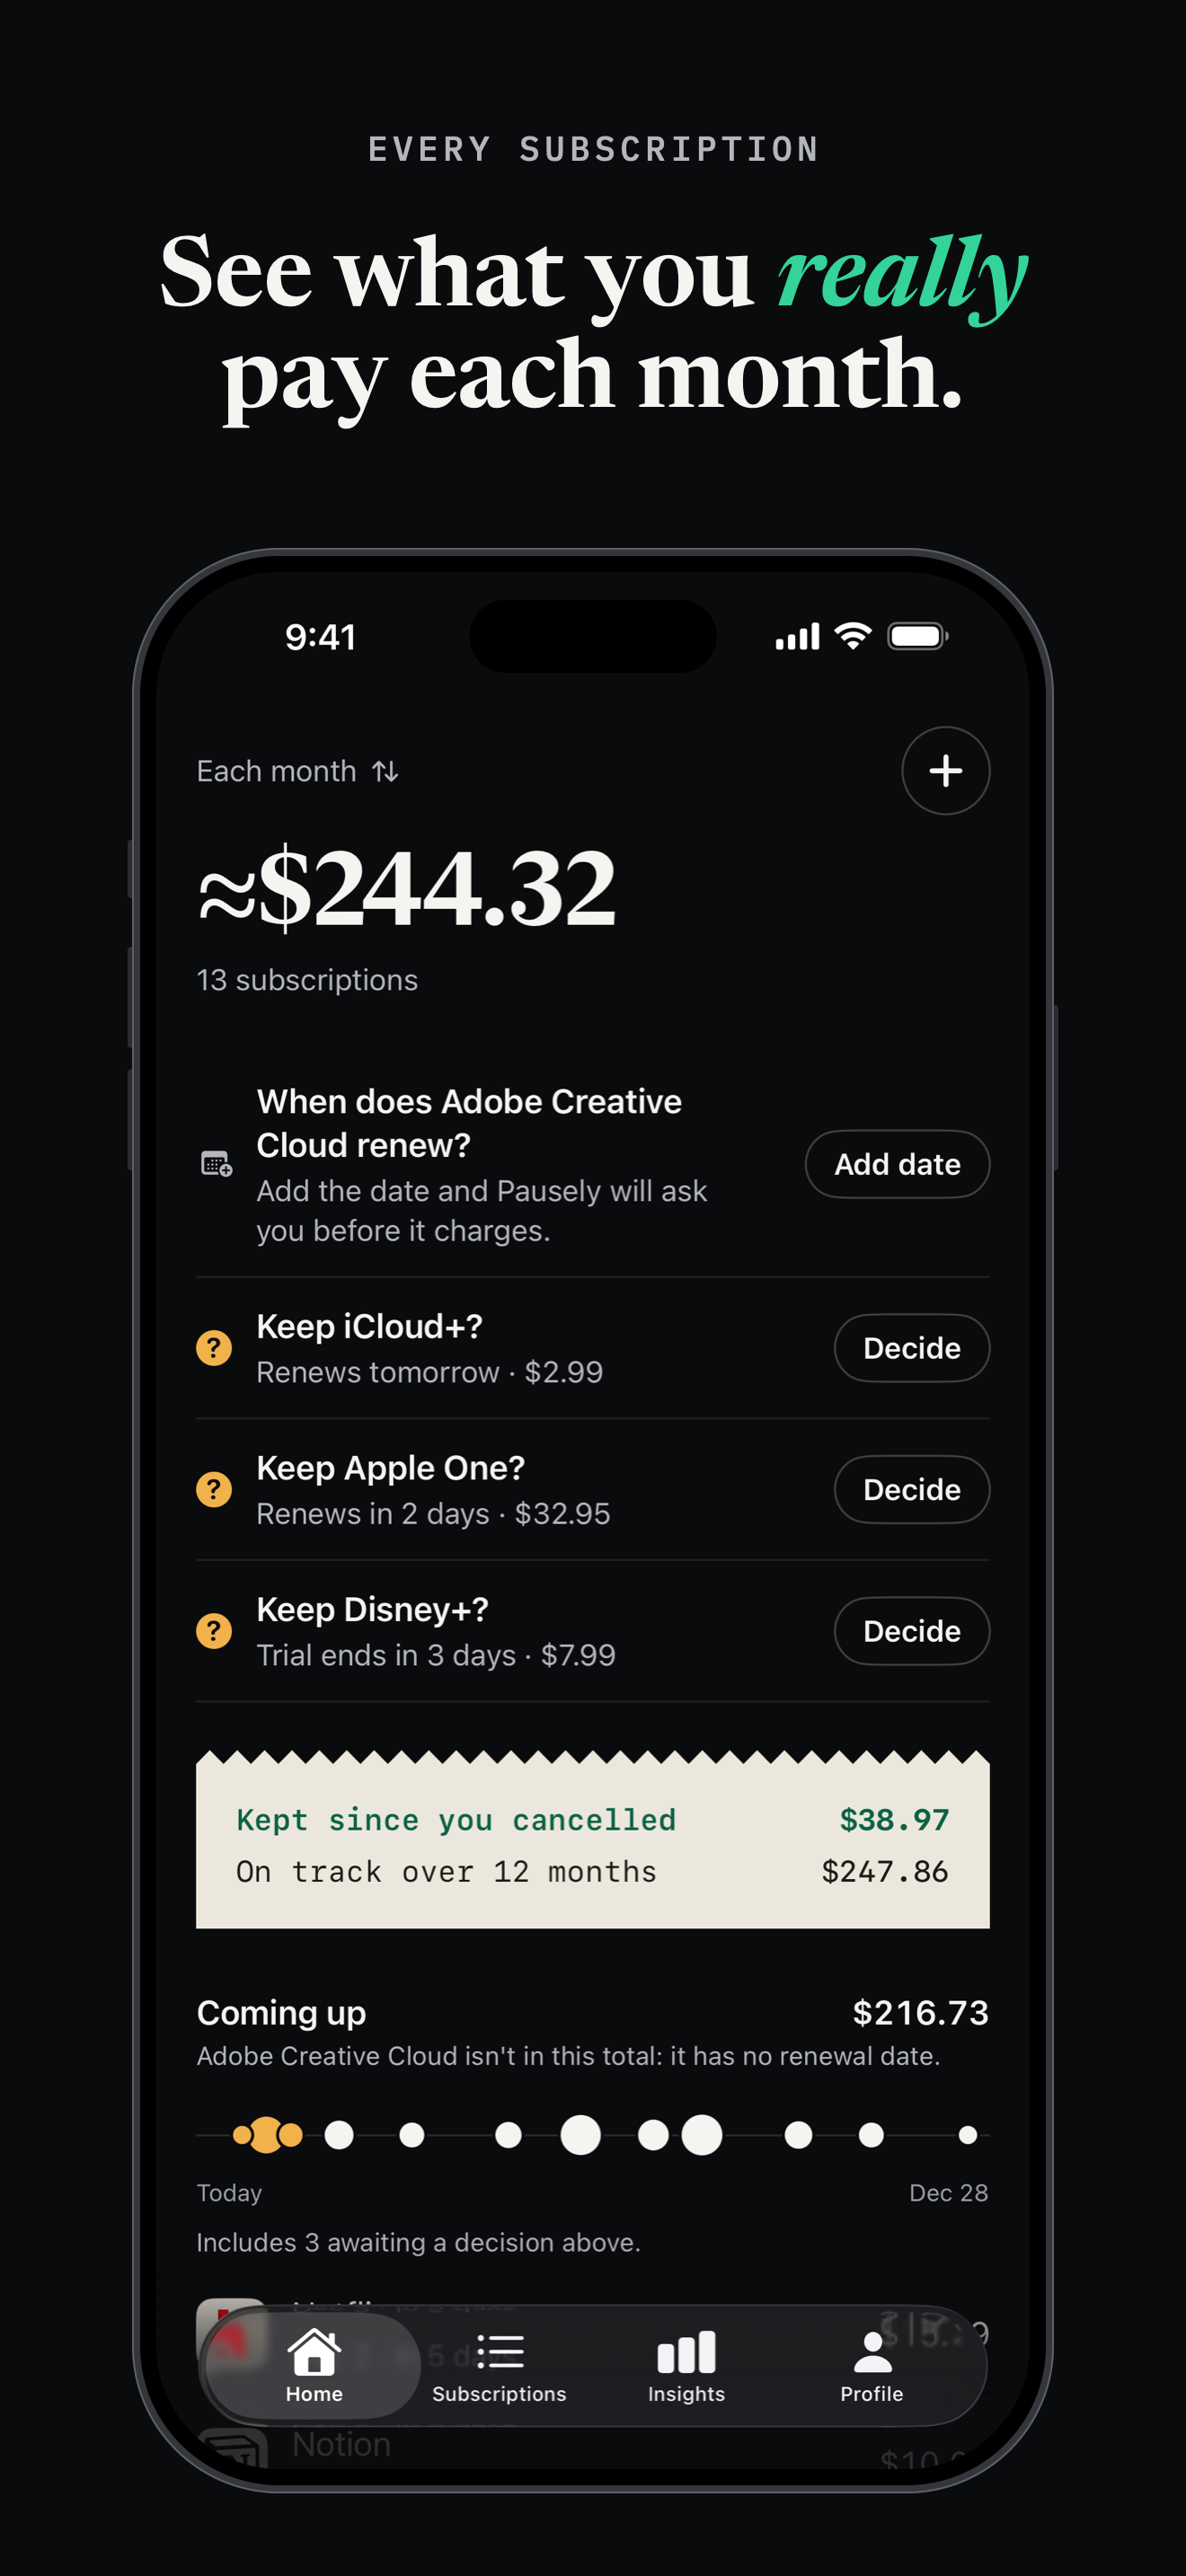 EVERY SUBSCRIPTION
See what you really
pay each month.
9:41
Each month
≈$244.32
13 subscriptions
When does Adobe Creative
Cloud renew?
Add the date and Pausely will ask
you before it charges.
Add date
Keep iCloud+?
Renews tomorrow · $2.99
Decide
Keep Apple One?
Renews in 2 days · $32.95
Decide
Keep Disney+?
Trial ends in 3 days · $7.99
Decide
Kept since you cancelled $38.97
On track over 12 months $247.86
Coming up $216.73
Adobe Creative Cloud isn't in this total: it has no renewal date.
Today Dec 28
Includes 3 awaiting a decision above.
Home Subscriptions Insights Profile
Notion